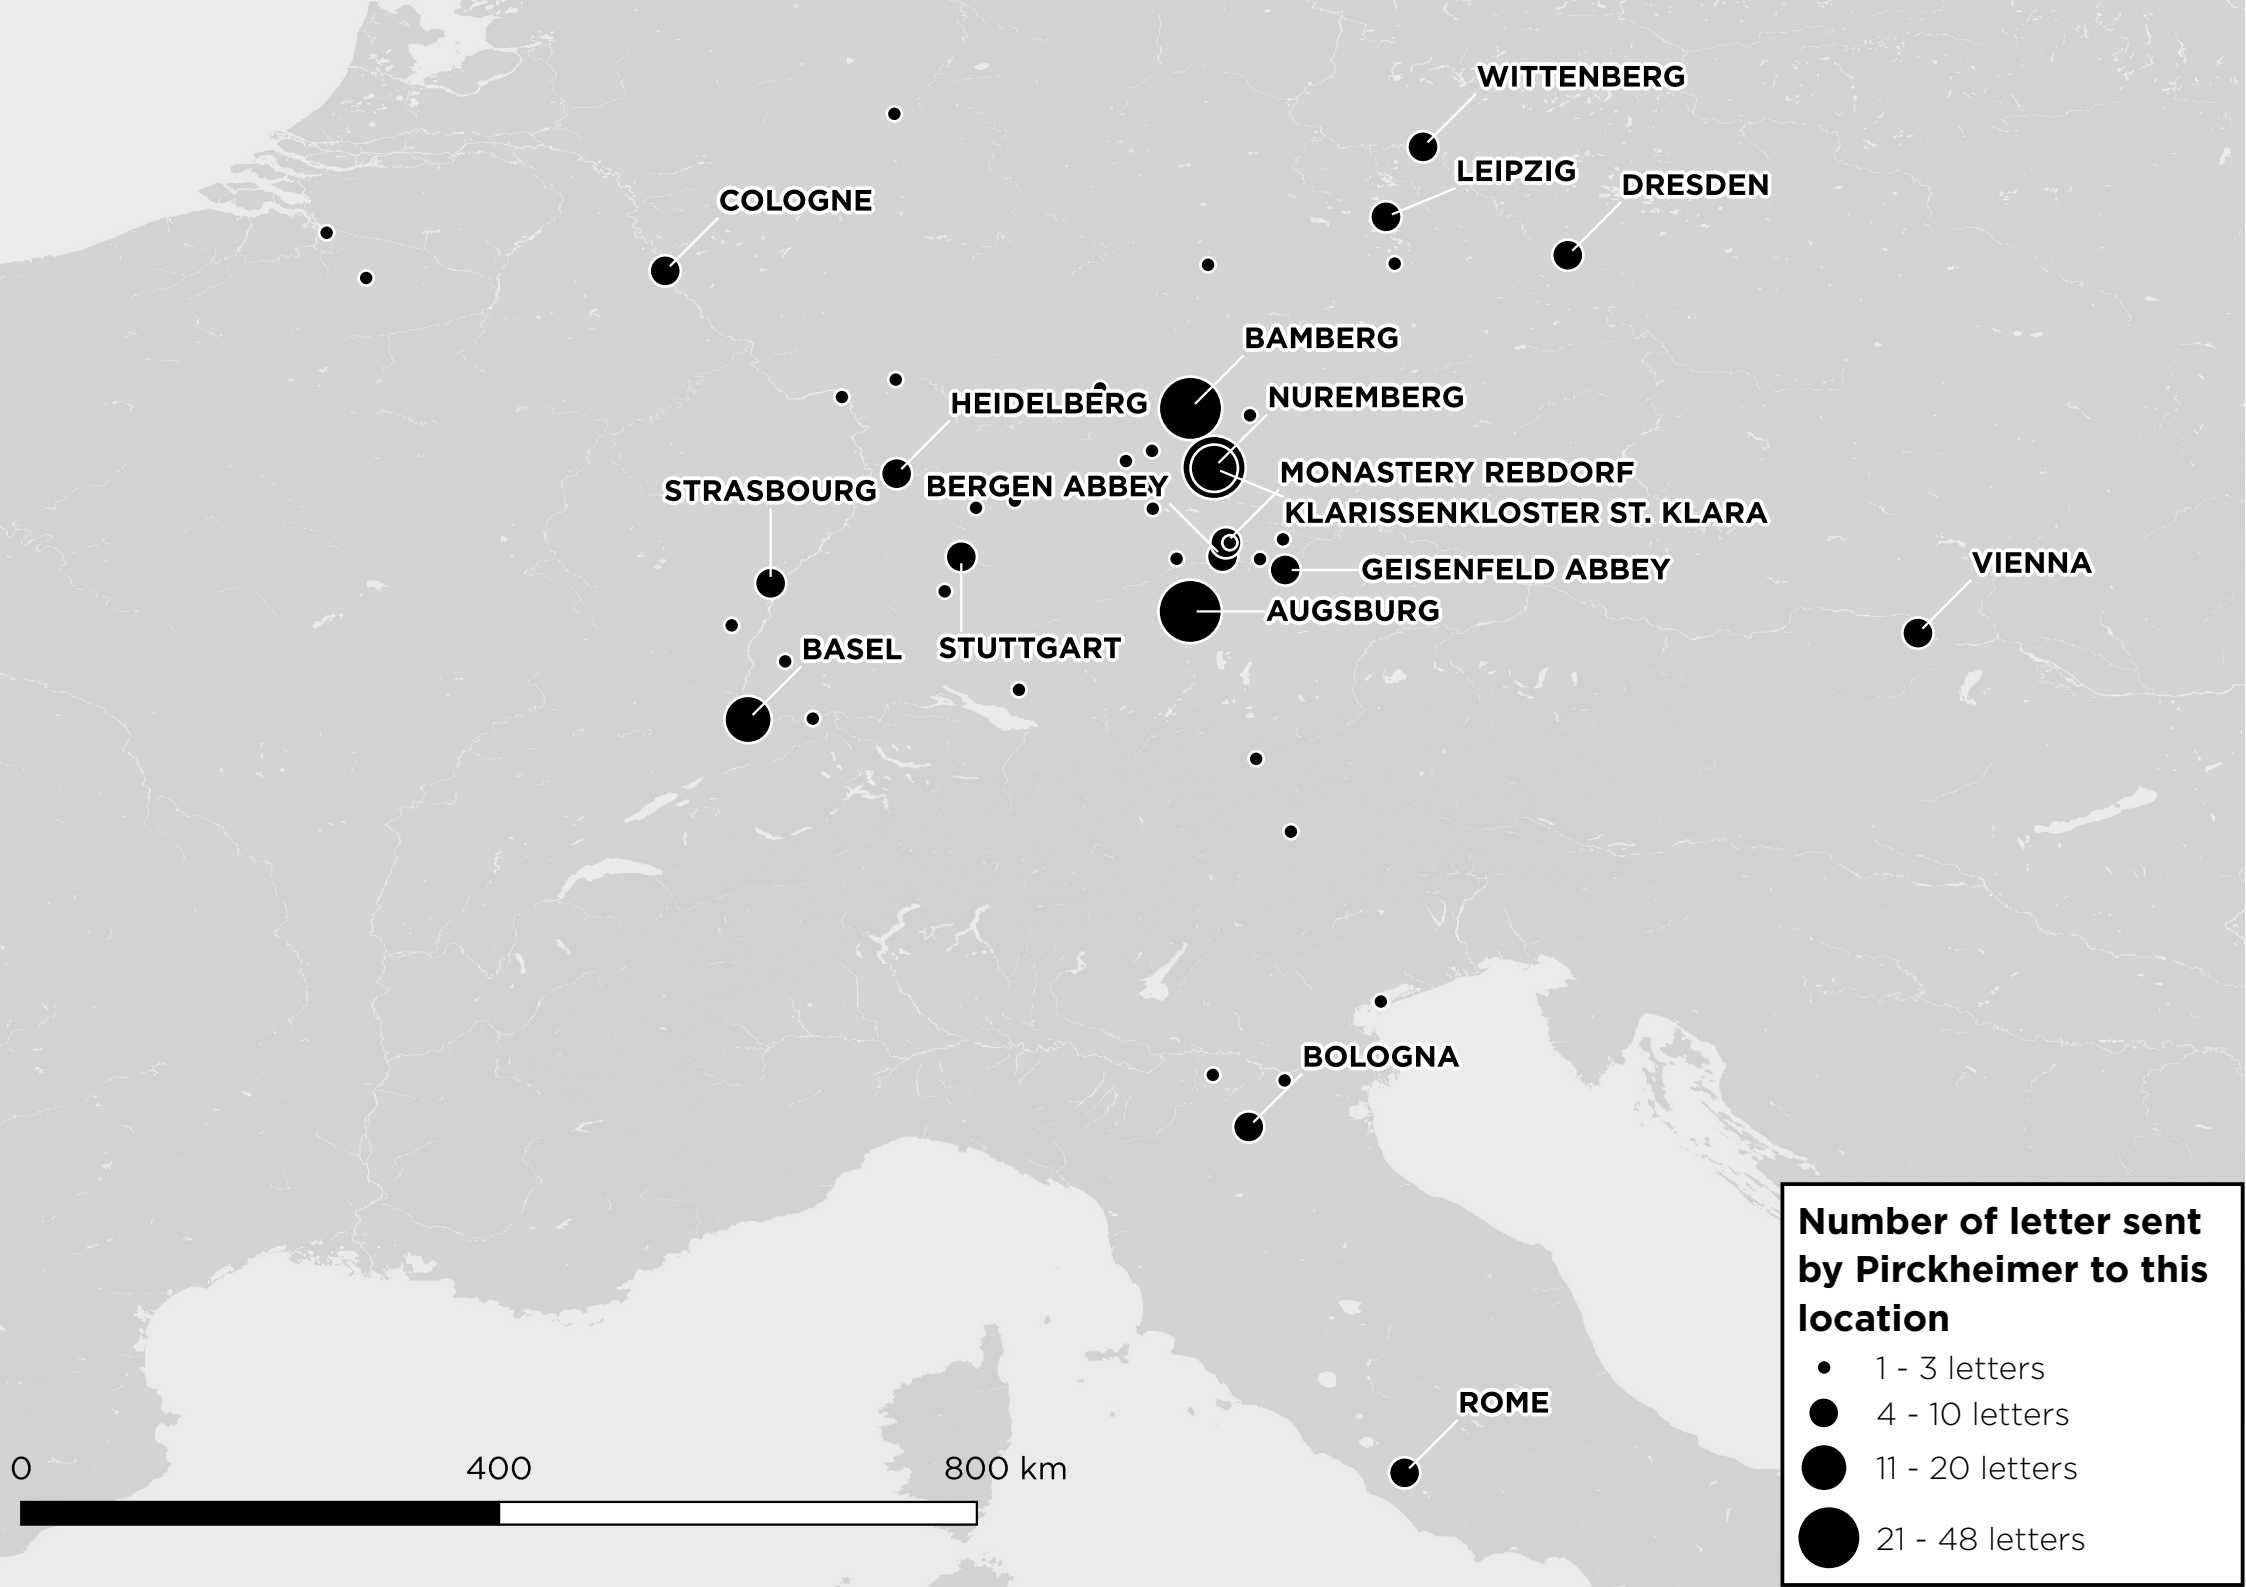 WITTENBERG
LEIPZIG
DRESDEN
COLOGNE
BAMBERG
NUREMBERG
HEIDELBERG
MONASTERY REBDORF
STRASBOURG
BERGEN ABBEY
KLARISSENKLOSTER ST. KLARA
VIENNA
GEISENFELD ABBEY
AUGSBURG
BASEL
STUTTGART
BOLOGNA
ROME
0 400 800 km
Number of letter sent
by Pirckheimer to this
location
1 - 3 letters
4 - 10 letters
11 - 20 letters
21 - 48 letters